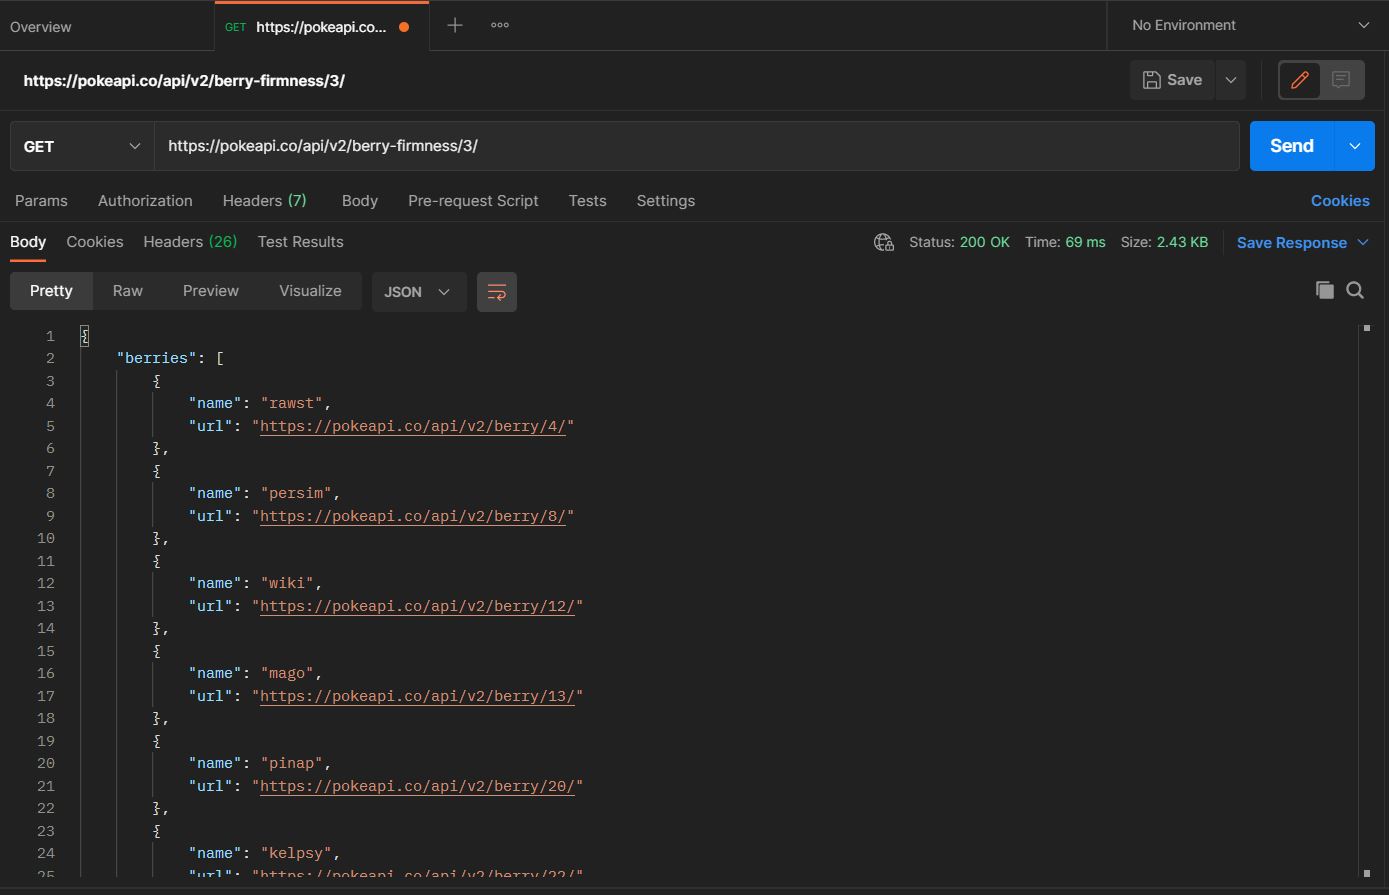 Overview
GET https://pokeapi.co...
No Environment
https://pokeapi.co/api/v2/berry-firmness/3/
Save
GET
https://pokeapi.co/api/v2/berry-firmness/3/
Send
Params Authorization Headers (7) Body Pre-request Script Tests Settings Cookies
Body Cookies Headers (26) Test Results Status: 200 OK Time: 69 ms Size: 2.43 KB Save Response
Pretty Raw Preview Visualize JSON
1 {
2 "berries": [
3 {
4 "name": "rawst",
5 "url": "https://pokeapi.co/api/v2/berry/4/"
6 },
7 {
8 "name": "persim",
9 "url": "https://pokeapi.co/api/v2/berry/8/"
10 },
11 {
12 "name": "wiki",
13 "url": "https://pokeapi.co/api/v2/berry/12/"
14 },
15 {
16 "name": "mago",
17 "url": "https://pokeapi.co/api/v2/berry/13/"
18 },
19 {
20 "name": "pinap",
21 "url": "https://pokeapi.co/api/v2/berry/20/"
22 },
23 {
24 "name": "kelpsy",
25 "url": "https://pokeapi.co/api/v2/berry/22/"